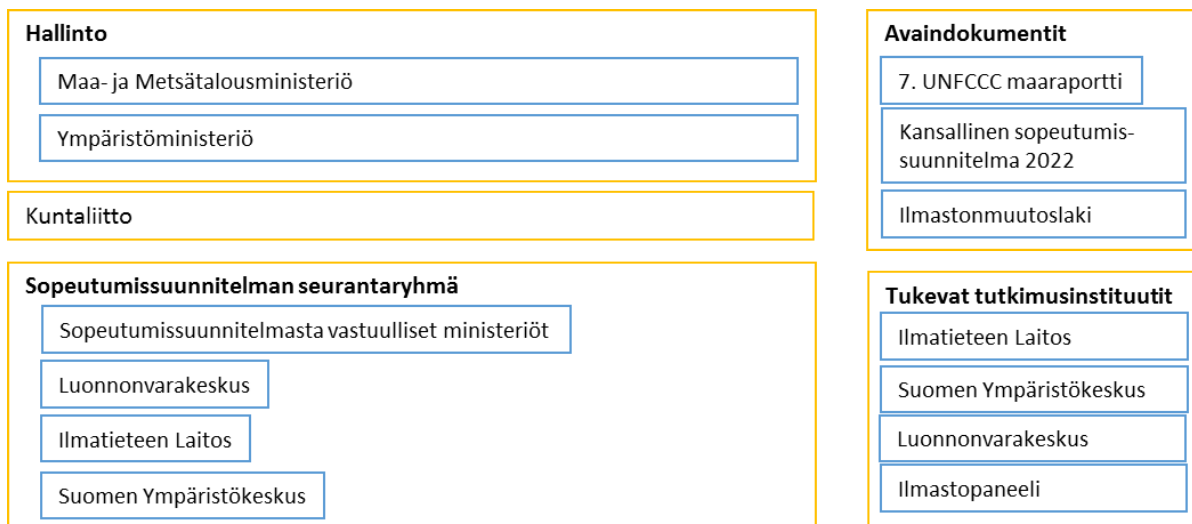 Hallinto
Maa- ja Metsätalousministeriö
Ympäristöministeriö
Kuntaliitto
Sopeutumissuunnitelman seurantaryhmä
Sopeutumissuunnitelmasta vastuulliset ministeriöt
Luonnonvarakeskus
Ilmatieteen Laitos
Suomen Ympäristökeskus
Avaindokumentit
7. UNFCCC maaraportti
Kansallinen sopeutumis-
suunnitelma 2022
Ilmastonmuutoslaki
Tukevat tutkimusinstituutit
Ilmatieteen Laitos
Suomen Ympäristökeskus
Luonnonvarakeskus
Ilmastopaneeli